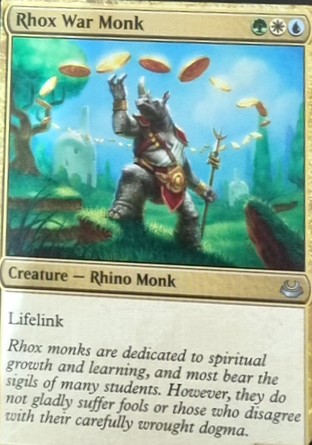 Rhox War Monk
Creature — Rhino Monk
Lifelink
Rhox monks are dedicated to spiritual
growth and learning, and most bear the
sigils of many students. However, they do
not gladly suffer fools or those who disagree
with their carefully wrought dogma.